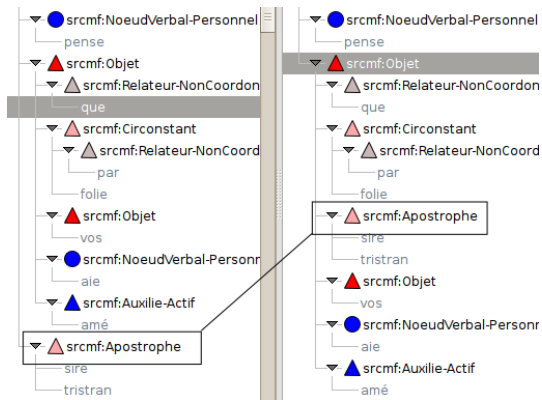 srcmf:NoeudVerbal-Personnel
pense
srcmf:Objet
srcmf:Relateur-NonCoordon
que
srcmf:Circonstant
srcmf:Relateur-NonCoord
par
folie
srcmf:Objet
vos
srcmf:NoeudVerbal-Personr
aie
srcmf:Auxilie-Actif
amé
srcmf:Apostrophe
sire
tristran
srcmf:NoeudVerbal-Personnel
pense
srcmf:Objet
srcmf:Relateur-NonCoordon
que
srcmf:Circonstant
srcmf:Relateur-NonCoord
par
folie
srcmf:Apostrophe
sire
tristran
srcmf:Objet
vos
srcmf:NoeudVerbal-Personr
aie
srcmf:Auxilie-Actif
amé